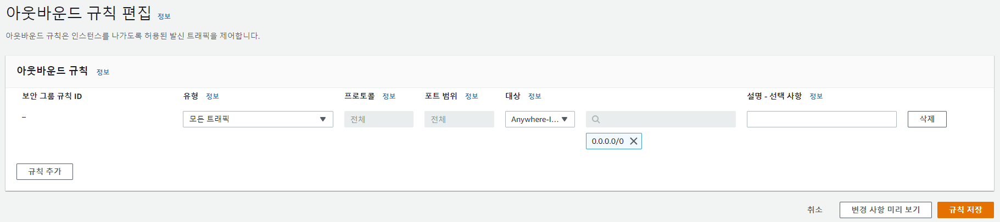 아웃바운드 규칙 편집 정보
아웃바운드 규칙은 인스턴스를 나가도록 허용된 발신 트래픽을 제어합니다.
아웃바운드 규칙 정보
보안 그룹 규칙 ID 유형 정보 프로토콜 정보 포트 범위 정보 대상 정보 설명 - 선택 사항 정보
– 모든 트래픽 전체 전체 Anywhere-I... 삭제
0.0.0.0/0
규칙 추가
취소 변경 사항 미리 보기 규칙 저장